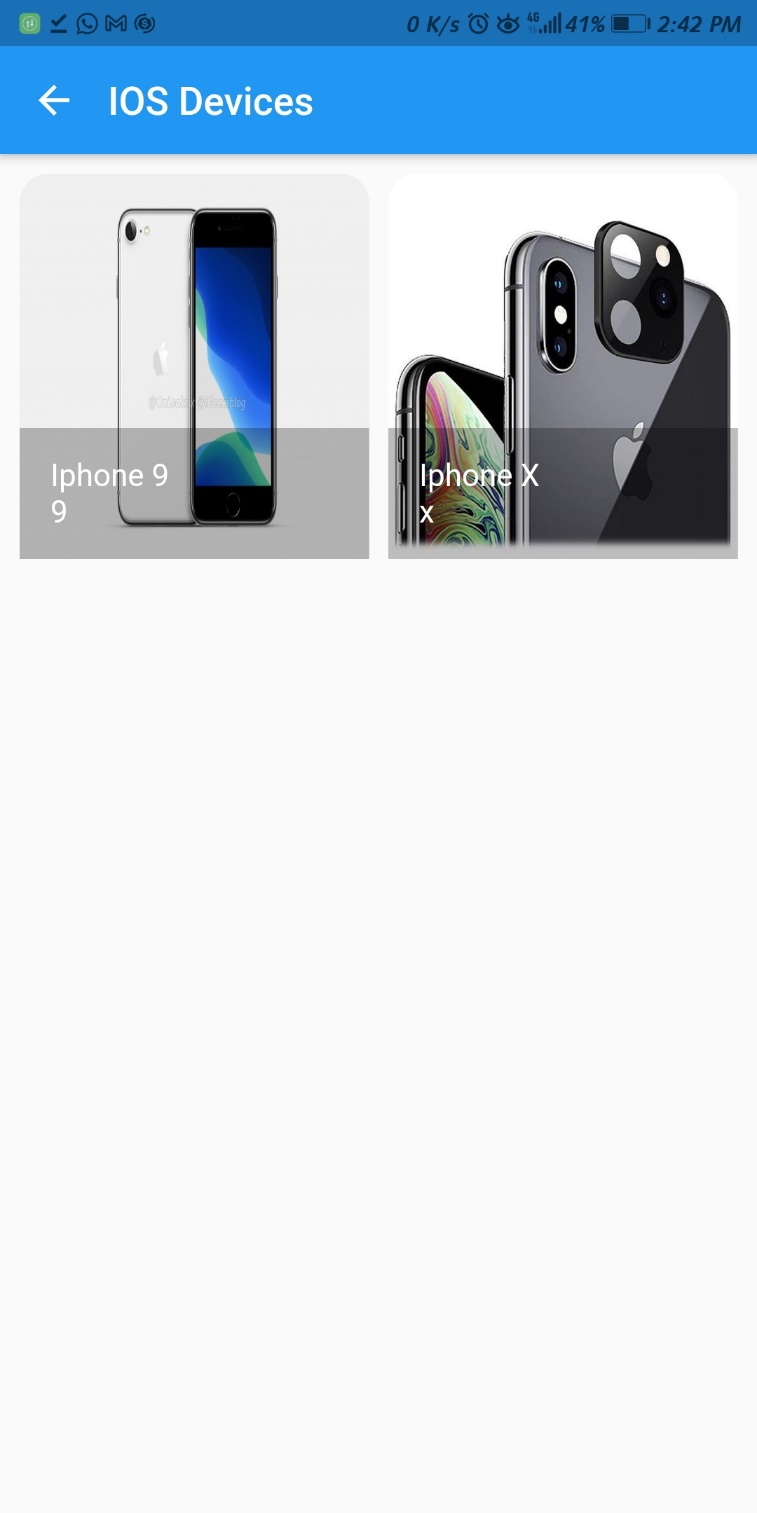 0 K/s 4G 41% 2:42 PM
IOS Devices
Iphone 9
9
Iphone X
x